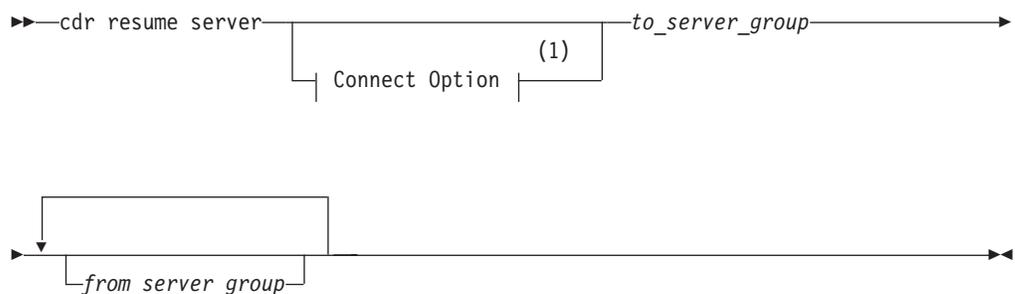 cdr resume server
to_server_group
(1)
Connect Option
from server group